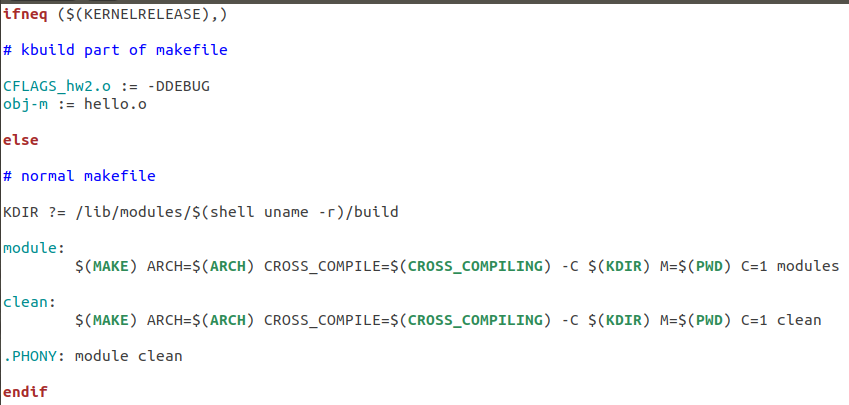 ifneq ($(KERNELRELEASE),)
# kbuild part of makefile
CFLAGS_hw2.o := -DDEBUG
obj-m := hello.o
else
# normal makefile
KDIR ?= /lib/modules/$(shell uname -r)/build
module:
$(MAKE) ARCH=$(ARCH) CROSS_COMPILE=$(CROSS_COMPILING) -C $(KDIR) M=$(PWD) C=1 modules
clean:
$(MAKE) ARCH=$(ARCH) CROSS_COMPILE=$(CROSS_COMPILING) -C $(KDIR) M=$(PWD) C=1 clean
.PHONY: module clean
endif